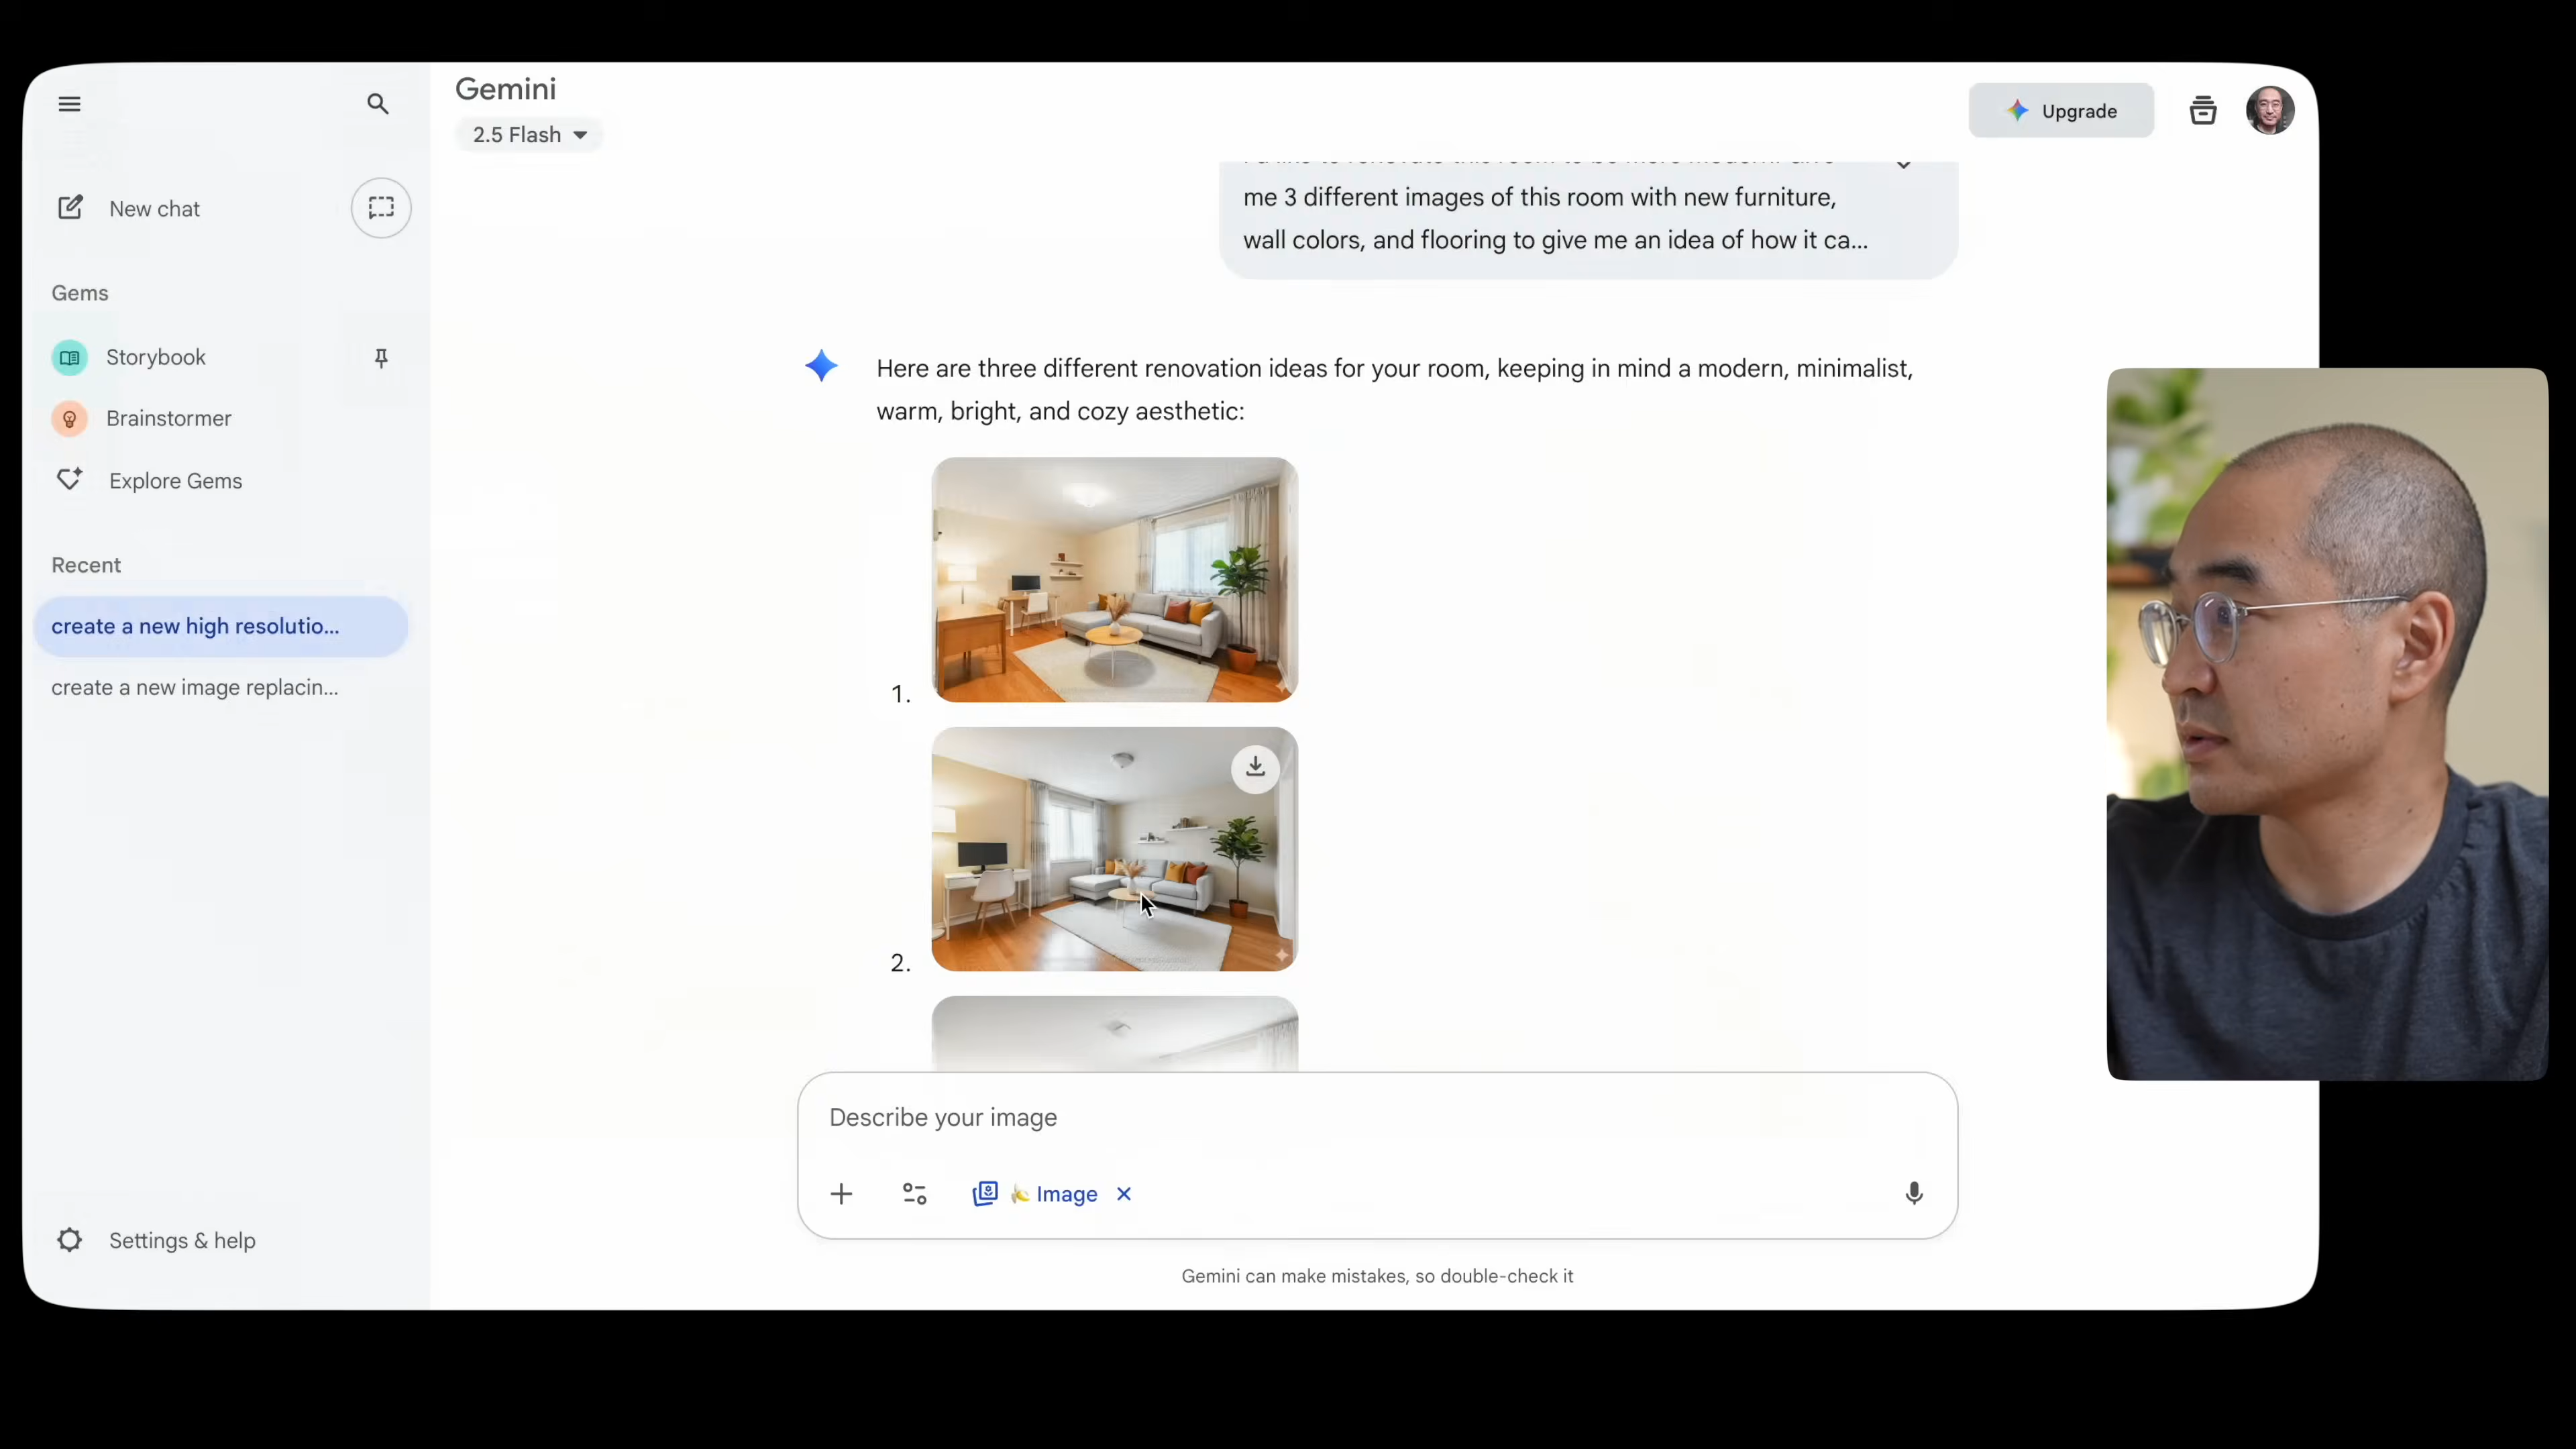 Gemini
2.5 Flash
Upgrade
New chat
Gems
Storybook
Brainstormer
Explore Gems
Recent
create a new high resolutio...
create a new image replacin...
Settings & help
me 3 different images of this room with new furniture,
wall colors, and flooring to give me an idea of how it ca...
Here are three different renovation ideas for your room, keeping in mind a modern, minimalist,
warm, bright, and cozy aesthetic:
1.
2.
Describe your image
Image
Gemini can make mistakes, so double-check it